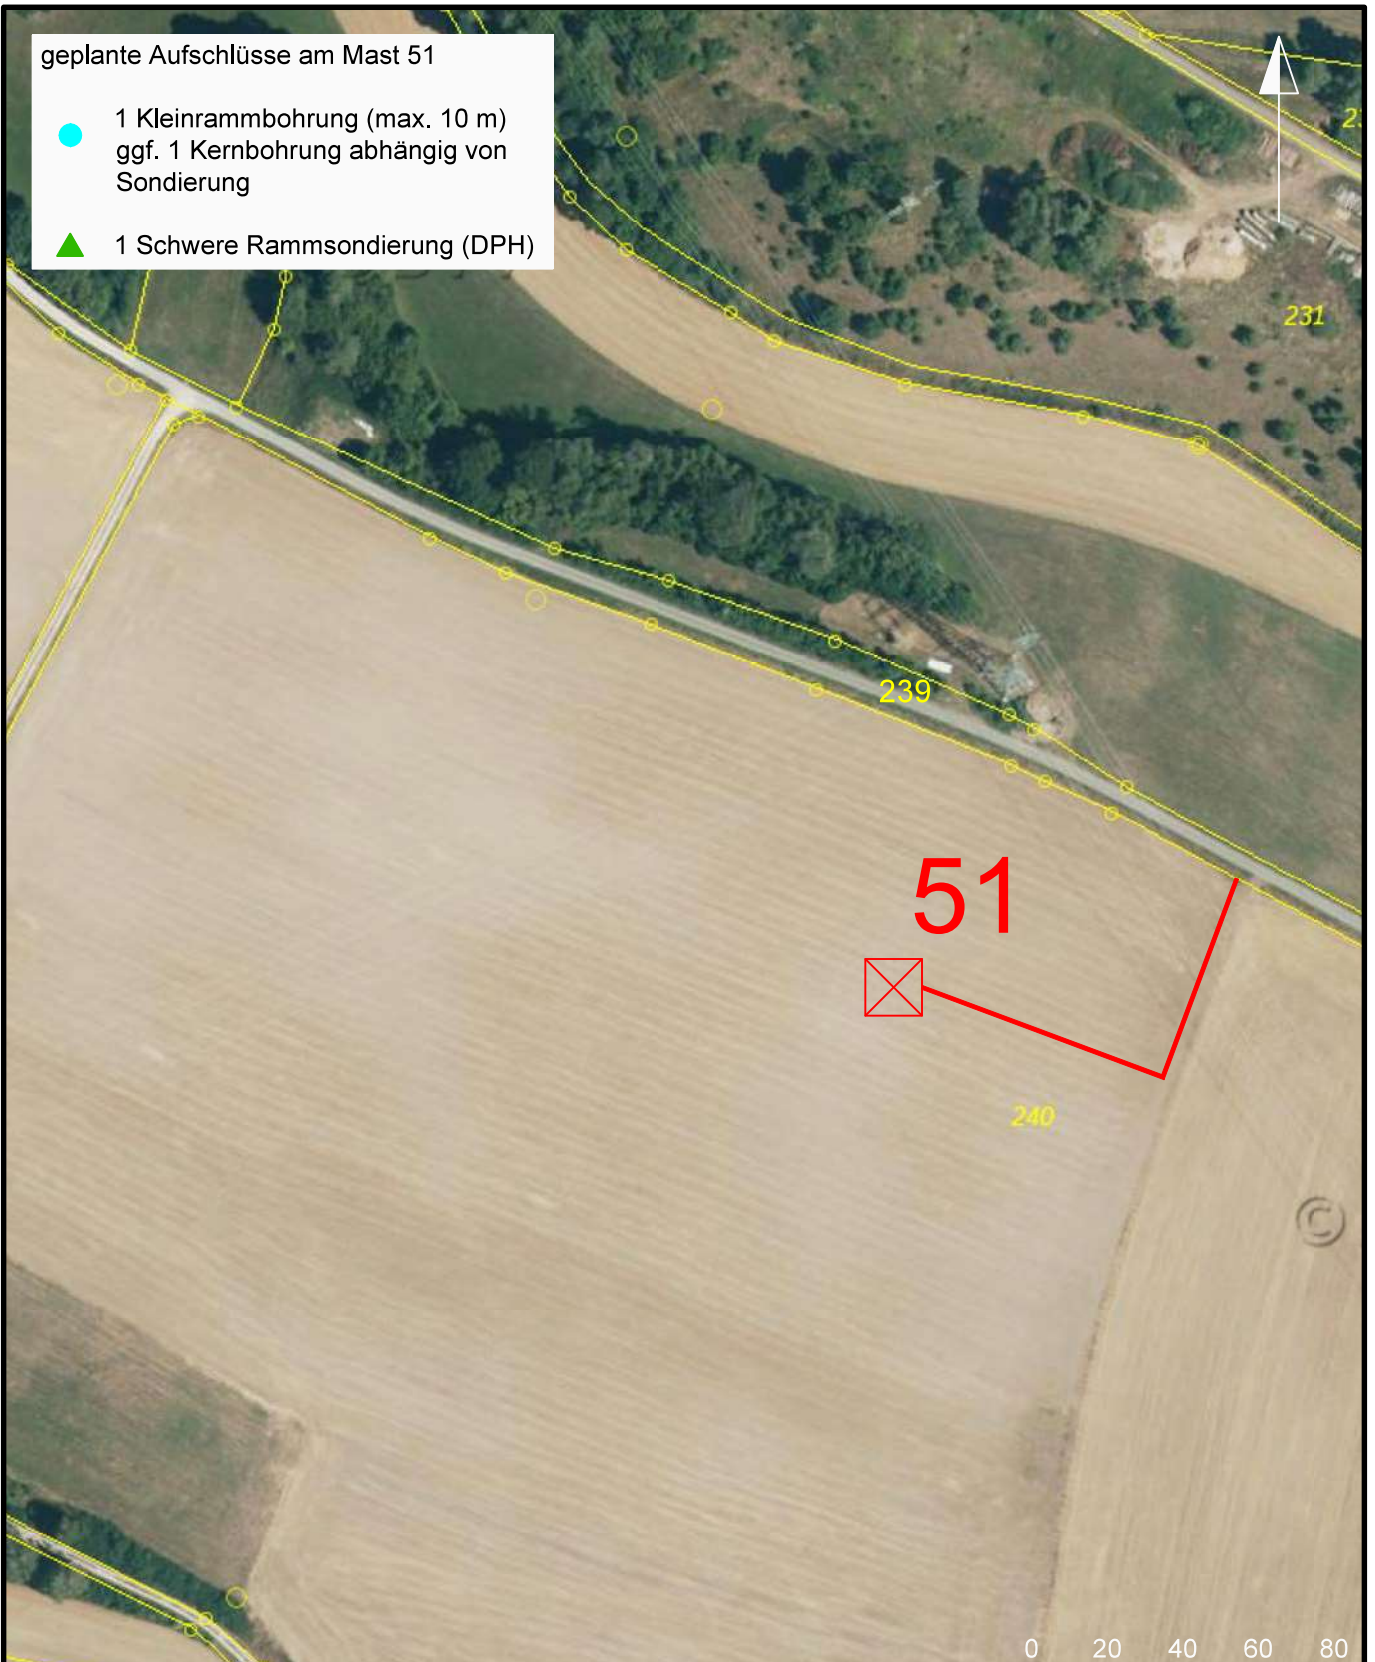 geplante Aufschlüsse am Mast 51
1 Kleinrammbohrung (max. 10 m)
ggf. 1 Kernbohrung abhängig von
Sondierung
1 Schwere Rammsondierung (DPH)
231
239
51
240
©
0 20 40 60 80